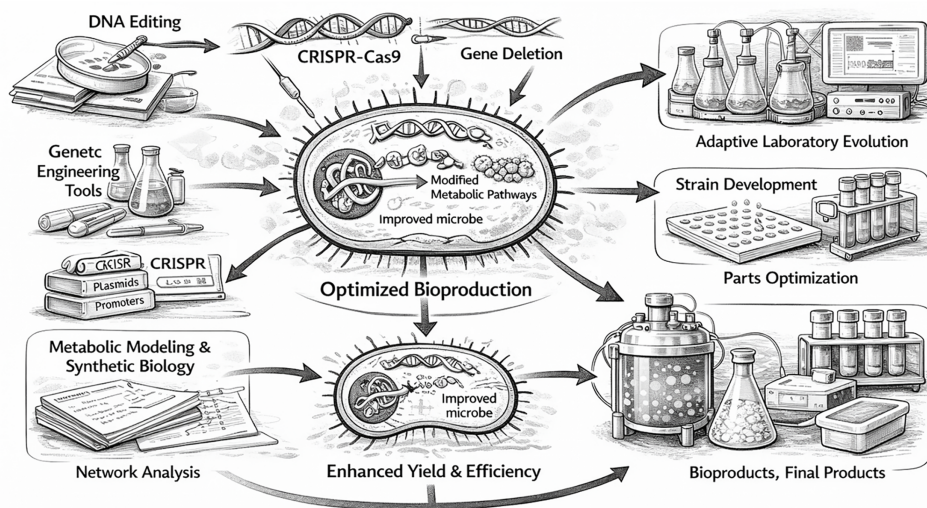 DNA Editing
CRISPR-Cas9
Gene Deletion
Adaptive Laboratory Evolution
Genetc
Engineering
Tools
Modified
Metabolic Pathways
Improved microbe
Strain Development
Parts Optimization
CRISPR
Plasmids
Promoters
Optimized Bioproduction
Metabolic Modeling &
Synthetic Biology
Improved
microbe
Network Analysis
Enhanced Yield & Efficiency
Bioproducts, Final Products